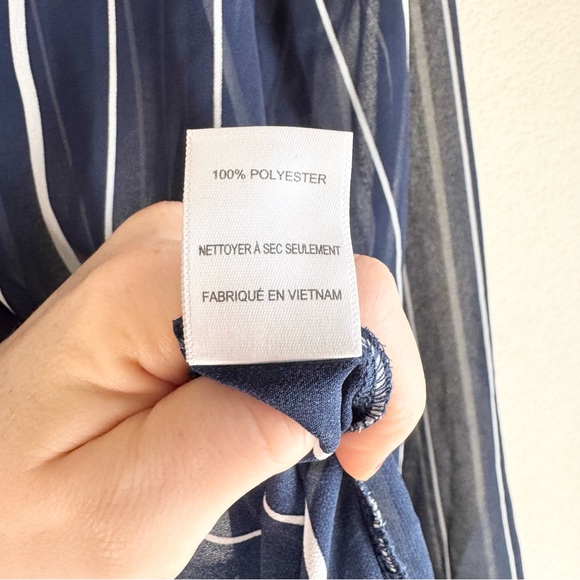 100% POLYESTER
NETTOYER À SEC SEULEMENT
FABRIQUÉ EN VIETNAM